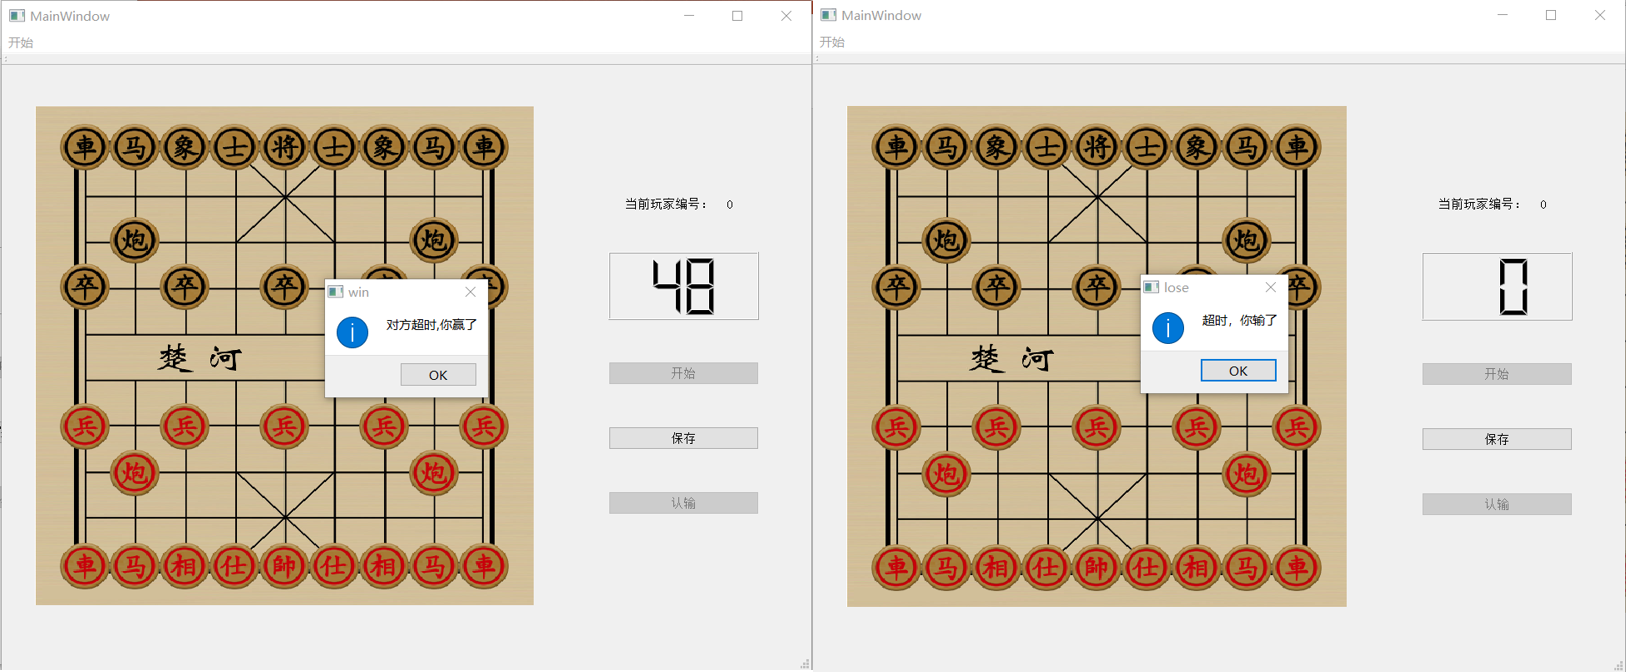 MainWindow
开始
車马象士将士象马車
炮 炮
卒 卒 卒
楚 河
兵 兵 兵 兵 兵
炮 炮
車马相仕帥仕相马車
当前玩家编号： 0
48
开始
保存
认输
win
对方超时,你赢了
OK
MainWindow
开始
車马象士将士象马車
炮 炮
卒 卒 卒 卒
楚 河
兵 兵 兵 兵 兵
炮 炮
車马相仕帥仕相马車
当前玩家编号： 0
0
开始
保存
认输
lose
超时，你输了
OK